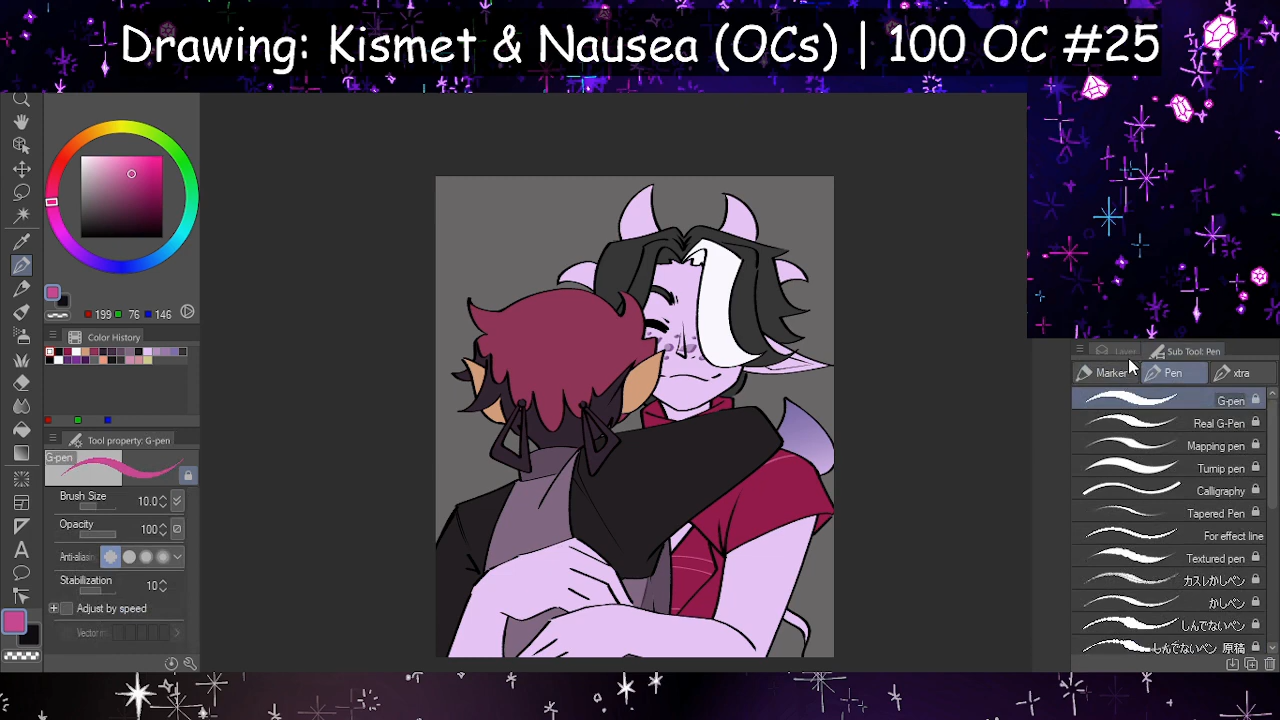 Drawing: Kismet & Nausea (OCs) | 100 OC #25
199 76 146
Color History
Tool property: G-pen
G-pen
Brush Size 10.0
Opacity 100
Stabilization 10
Adjust by speed
Layer Sub Tool: Pen
Marker Pen xtra
G-pen
Real G-Pen
Mapping pen
Turnip pen
Calligraphy
Tapered Pen
For effect line
Textured pen
カスレかしペン
かしペン
しんでないペン
しんでないペン 原稿